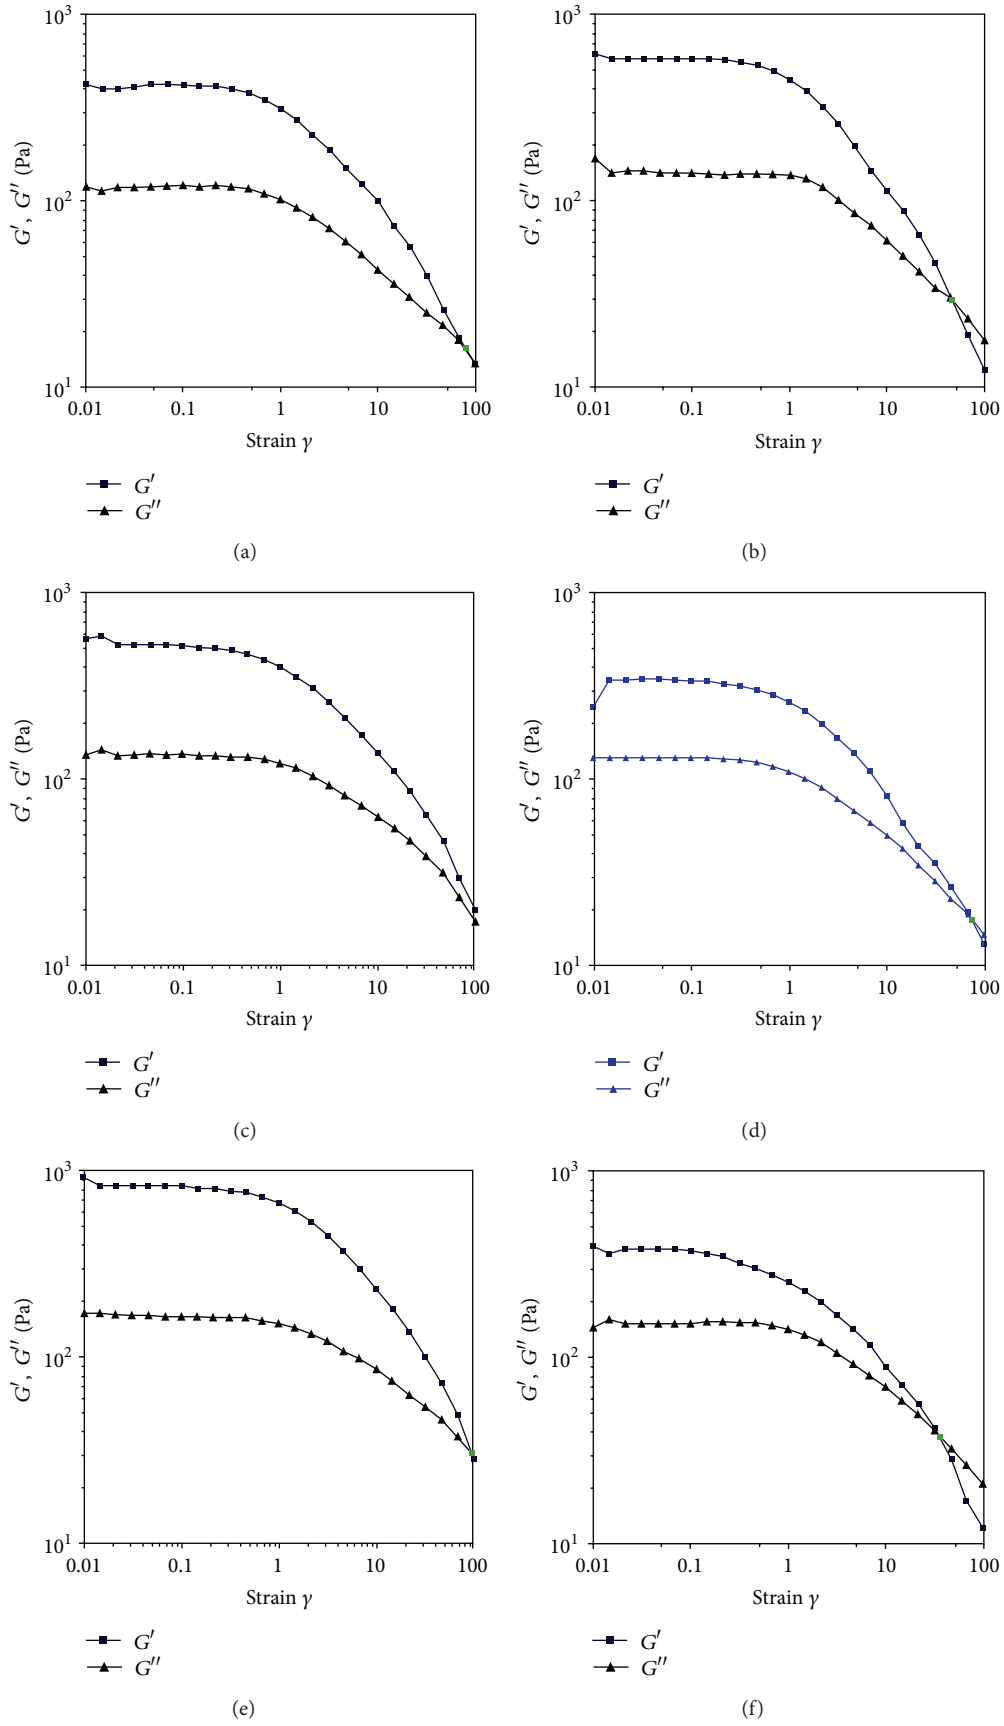 10³ 10³
G′, G″ (Pa) G′, G″ (Pa)
10² 10²
10¹ 10¹
0.01 0.1 1 10 100 0.01 0.1 1 10 100
Strain γ Strain γ
G′ G′
G″ G″
(a) (b)
10³ 10³
G′, G″ (Pa) G′, G″ (Pa)
10² 10²
10¹ 10¹
0.01 0.1 1 10 100 0.01 0.1 1 10 100
Strain γ Strain γ
G′ G′
G″ G″
(c) (d)
10³ 10³
G′, G″ (Pa) G′, G″ (Pa)
10² 10²
10¹ 10¹
0.01 0.1 1 10 100 0.01 0.1 1 10 100
Strain γ Strain γ
G′ G′
G″ G″
(e) (f)